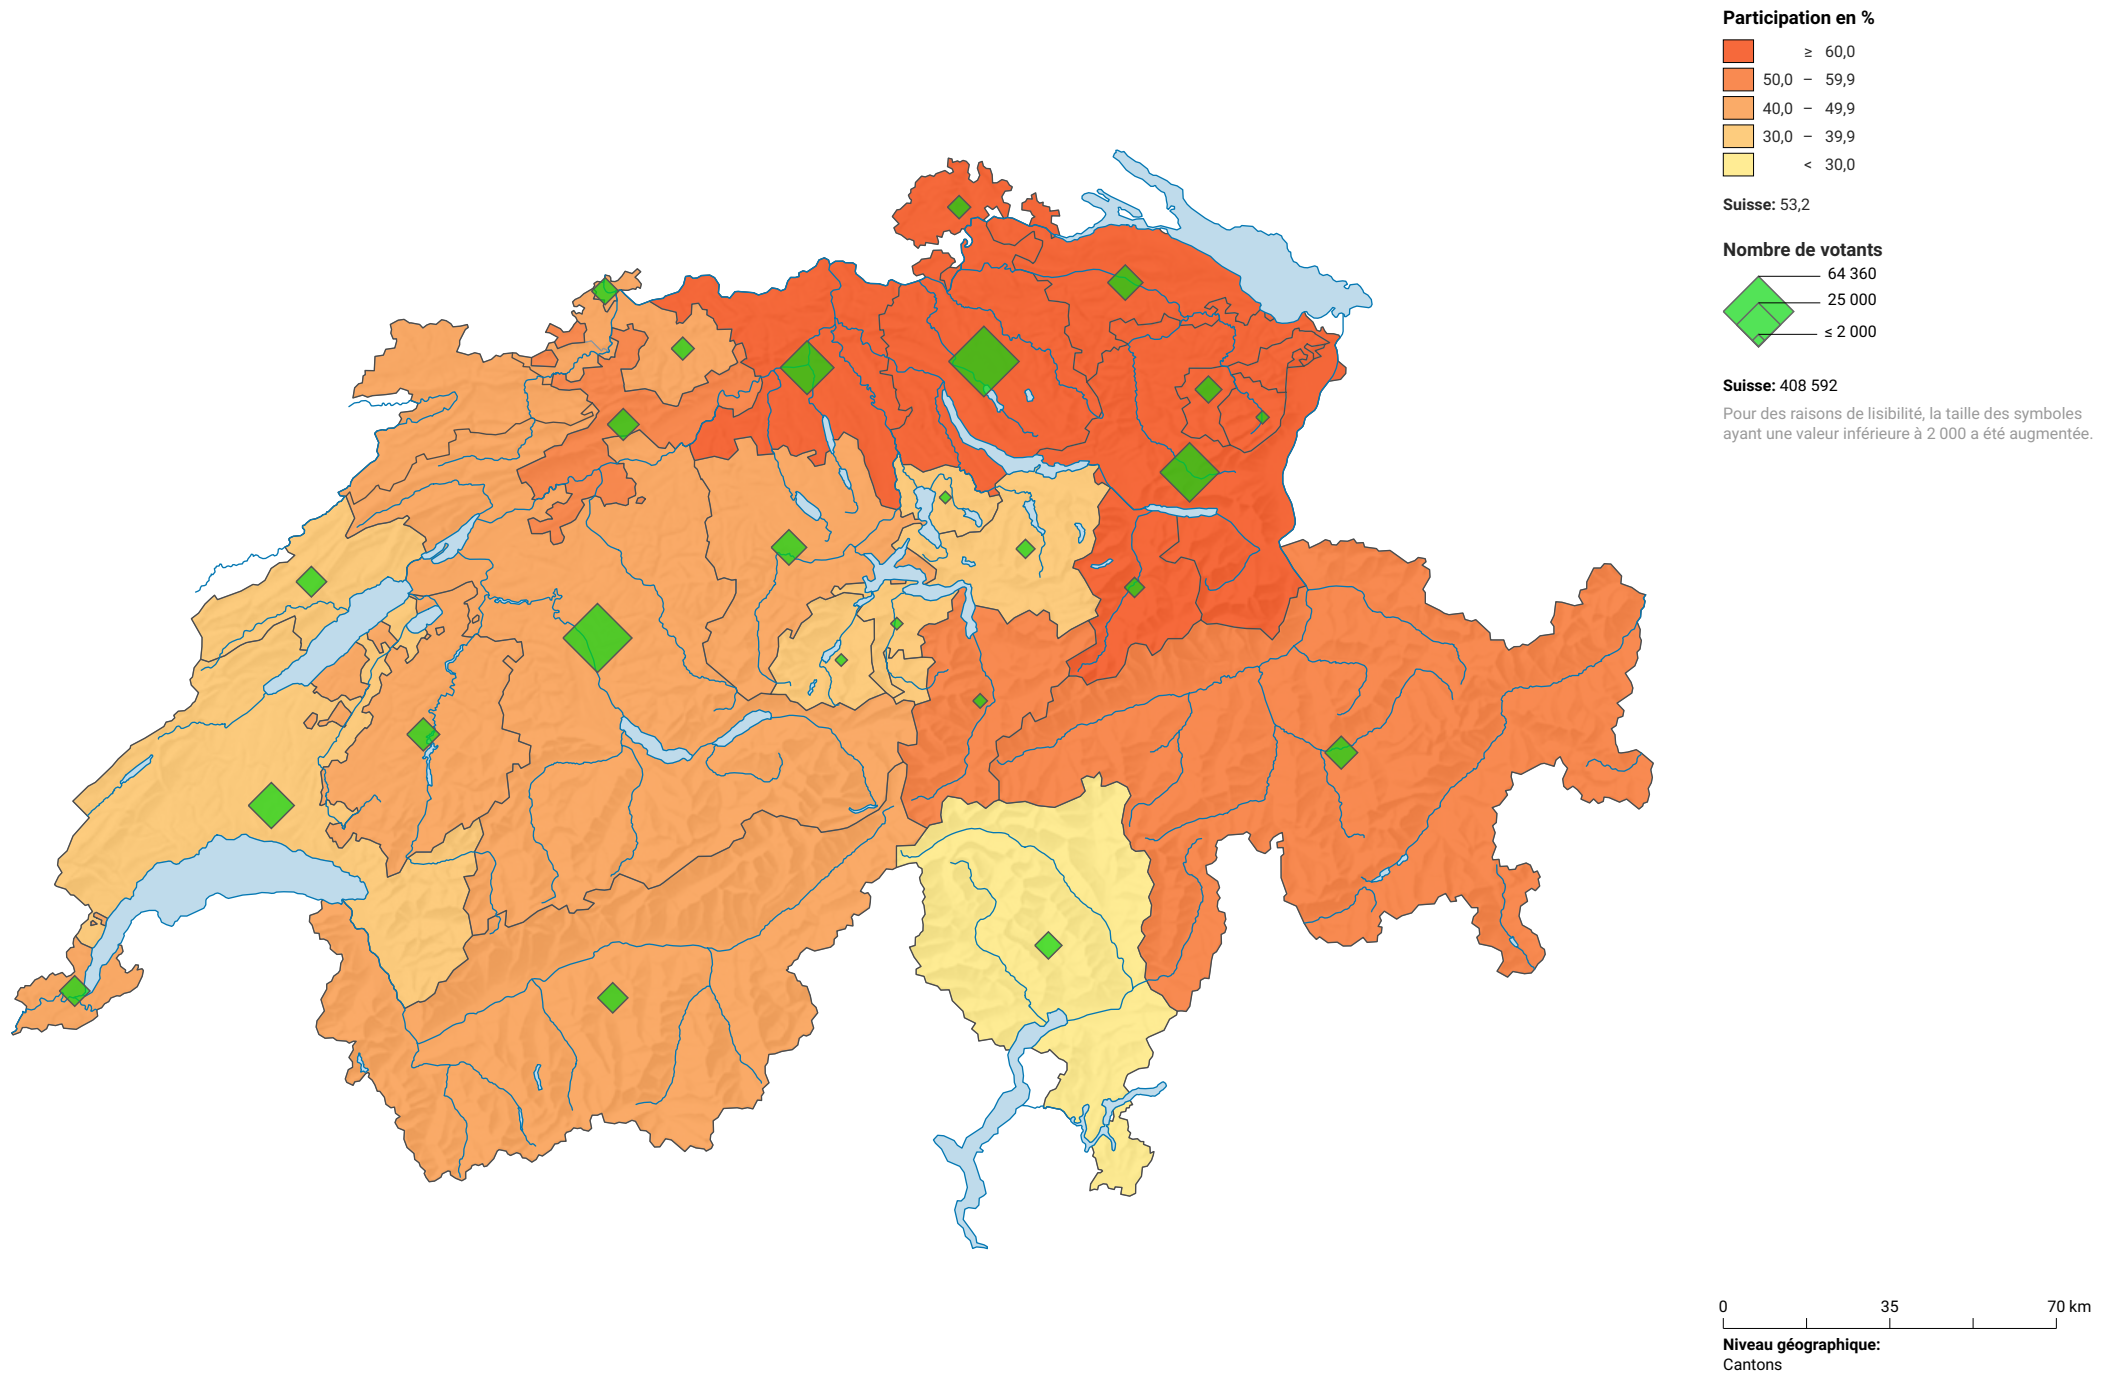 Participation en %
≥ 60,0
50,0 – 59,9
40,0 – 49,9
30,0 – 39,9
< 30,0
Suisse: 53,2
Nombre de votants
64 360
25 000
≤ 2 000
Suisse: 408 592
Pour des raisons de lisibilité, la taille des symboles
ayant une valeur inférieure à 2 000 a été augmentée.
0 35 70 km
Niveau géographique:
Cantons